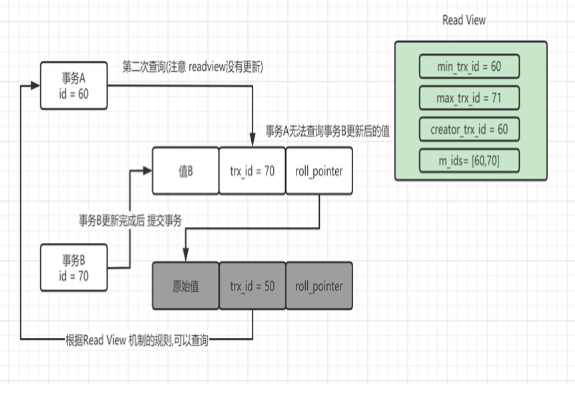 Read View
min_trx_id = 60
max_trx_id = 71
creator_trx_id = 60
m_ids= [60,70]
事务A
id = 60
第二次查询(注意 readview没有更新)
事务A无法查询事务B更新后的值
值B
trx_id = 70
roll_pointer
事务B更新完成后 提交事务
事务B
id = 70
原始值
trx_id = 50
roll_pointer
根据Read View 机制的规则,可以查询